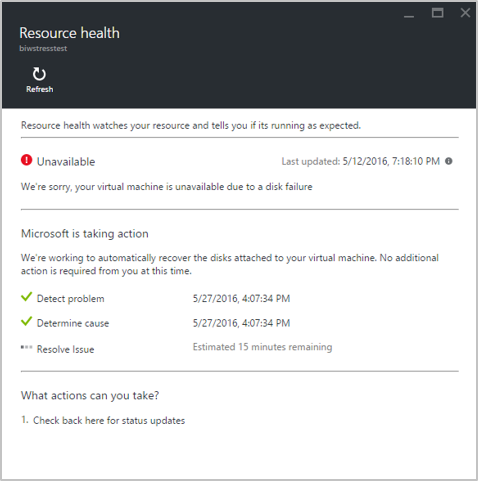 Resource health
biwstresstest
Refresh
Resource health watches your resource and tells you if its running as expected.
Unavailable
Last updated: 5/12/2016, 7:18:10 PM
We're sorry, your virtual machine is unavailable due to a disk failure
Microsoft is taking action
We're working to automatically recover the disks attached to your virtual machine. No additional
action is required from you at this time.
Detect problem 5/27/2016, 4:07:34 PM
Determine cause 5/27/2016, 4:07:34 PM
Resolve Issue Estimated 15 minutes remaining
What actions can you take?
1. Check back here for status updates